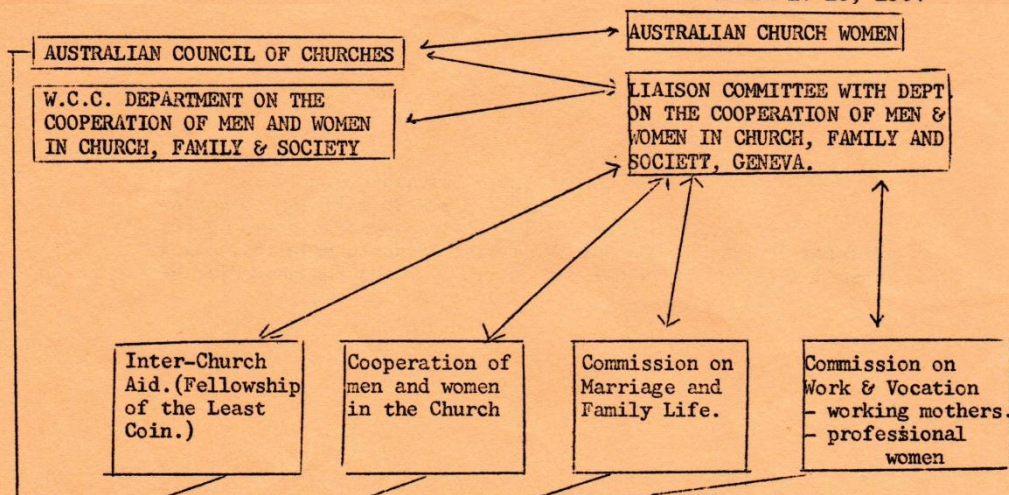 AUSTRALIAN COUNCIL OF CHURCHES
AUSTRALIAN CHURCH WOMEN
W.C.C. DEPARTMENT ON THE
COOPERATION OF MEN AND WOMEN
IN CHURCH, FAMILY & SOCIETY
LIAISON COMMITTEE WITH DEPT.
ON THE COOPERATION OF MEN &
WOMEN IN CHURCH, FAMILY AND
SOCIETT, GENEVA.
Inter-Church
Aid.(Fellowship
of the Least
Coin.)
Cooperation of
men and women
in the Church
Commission on
Marriage and
Family Life.
Commission on
Work & Vocation
- working mothers.
- professional
women